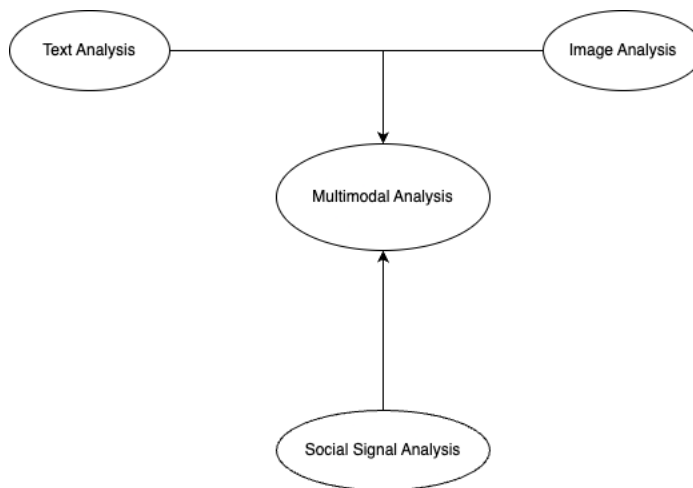 Text Analysis
Image Analysis
Multimodal Analysis
Social Signal Analysis